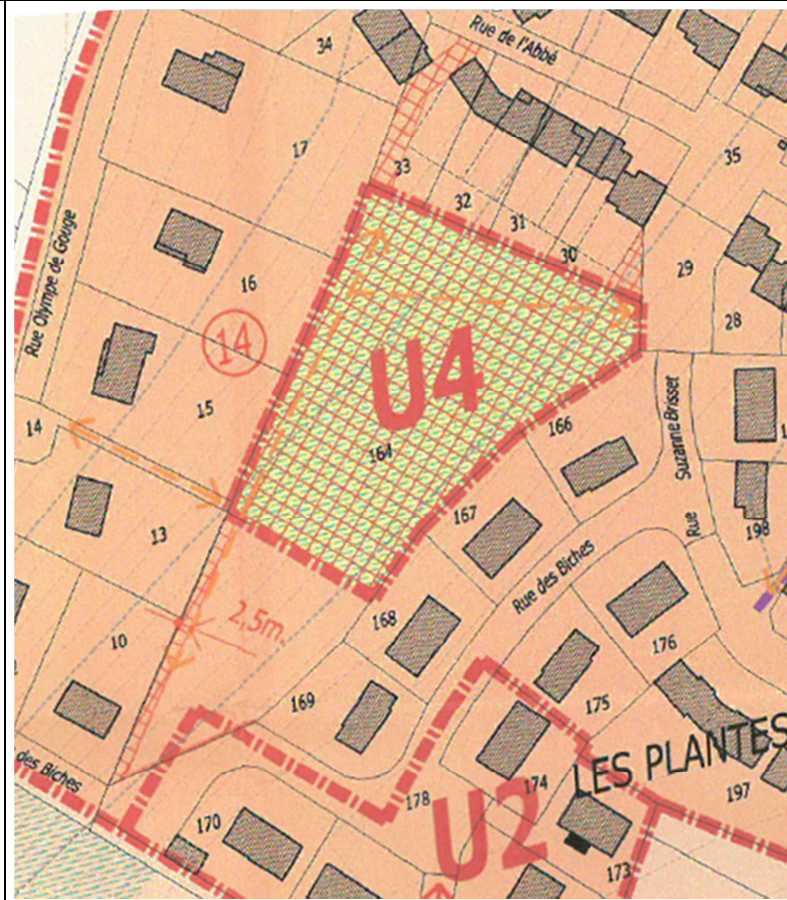 Rue de l'Abbé
34
17
33
35
32
31
30
29
16
28
Rue Olympe de Gouge
14
U4
15
14
166
Suzanne Brisset
Rue
164
167
198
13
Rue des Biches
2,5m.
168
176
10
169
175
des Biches
LES PLANTES
174
178
197
U2
170
173